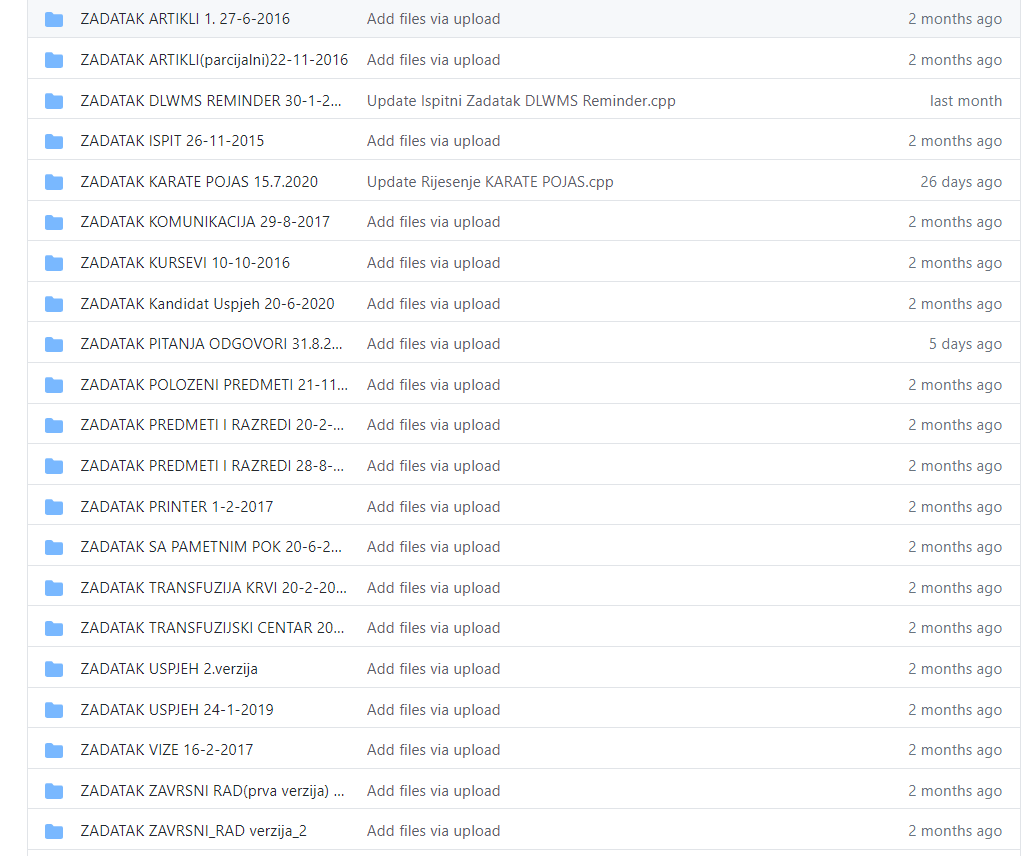 ZADATAK ARTIKLI 1. 27-6-2016 Add files via upload 2 months ago
ZADATAK ARTIKLI(parcijalni)22-11-2016 Add files via upload 2 months ago
ZADATAK DLWMS REMINDER 30-1-2... Update Ispitni Zadatak DLWMS Reminder.cpp last month
ZADATAK ISPIT 26-11-2015 Add files via upload 2 months ago
ZADATAK KARATE POJAS 15.7.2020 Update Rijesenje KARATE POJAS.cpp 26 days ago
ZADATAK KOMUNIKACIJA 29-8-2017 Add files via upload 2 months ago
ZADATAK KURSEVI 10-10-2016 Add files via upload 2 months ago
ZADATAK Kandidat Uspjeh 20-6-2020 Add files via upload 2 months ago
ZADATAK PITANJA ODGOVORI 31.8.2... Add files via upload 5 days ago
ZADATAK POLOZENI PREDMETI 21-11... Add files via upload 2 months ago
ZADATAK PREDMETI I RAZREDI 20-2-... Add files via upload 2 months ago
ZADATAK PREDMETI I RAZREDI 28-8-... Add files via upload 2 months ago
ZADATAK PRINTER 1-2-2017 Add files via upload 2 months ago
ZADATAK SA PAMETNIM POK 20-6-2... Add files via upload 2 months ago
ZADATAK TRANSFUZIJA KRVI 20-2-20... Add files via upload 2 months ago
ZADATAK TRANSFUZIJSKI CENTAR 20... Add files via upload 2 months ago
ZADATAK USPJEH 2.verzija Add files via upload 2 months ago
ZADATAK USPJEH 24-1-2019 Add files via upload 2 months ago
ZADATAK VIZE 16-2-2017 Add files via upload 2 months ago
ZADATAK ZAVRSNI RAD(prva verzija) ... Add files via upload 2 months ago
ZADATAK ZAVRSNI_RAD verzija_2 Add files via upload 2 months ago